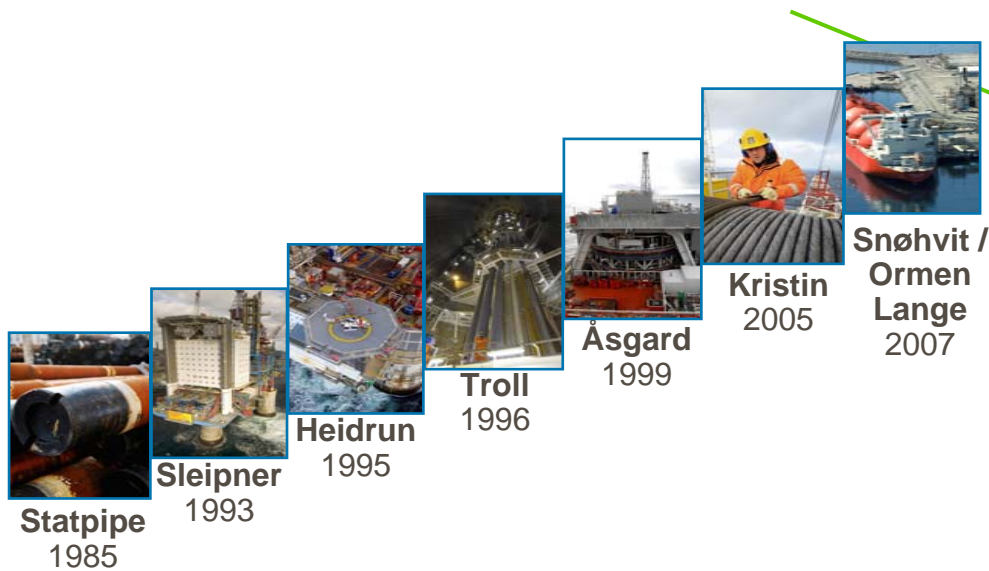 Statpipe
1985
Sleipner
1993
Heidrun
1995
Troll
1996
Åsgard
1999
Kristin
2005
Snøhvit /
Ormen
Lange
2007